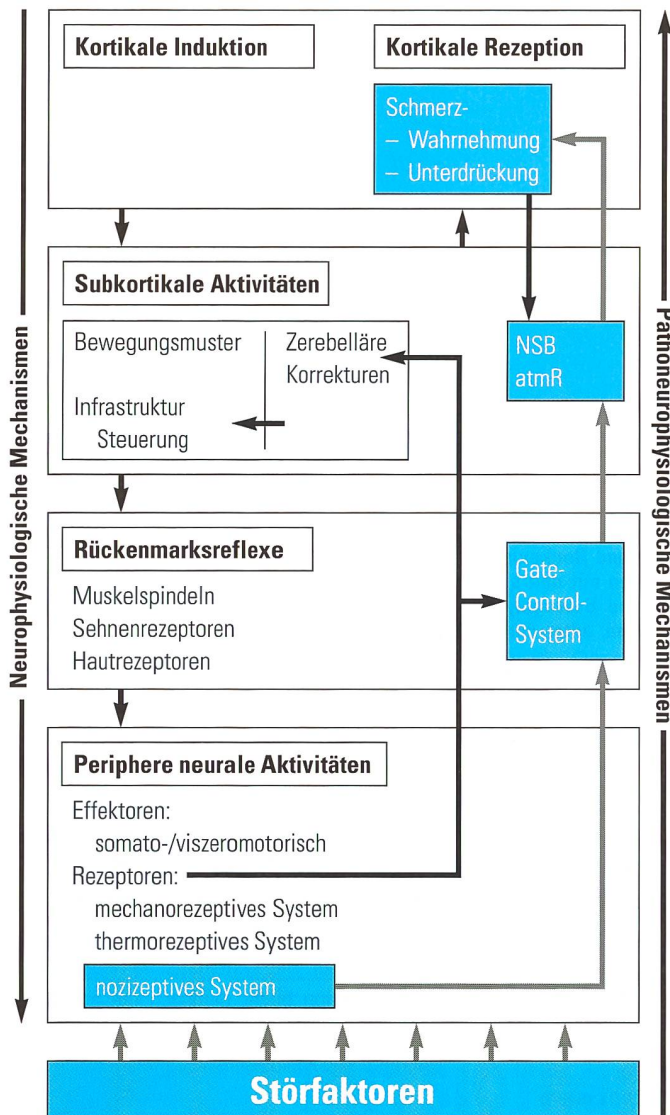 Kortikale Induktion
Kortikale Rezeption
Schmerz-
– Wahrnehmung
– Unterdrückung
Subkortikale Aktivitäten
Bewegungsmuster
Infrastruktur
Steuerung
Zerebelläre
Korrekturen
NSB
atmR
Rückenmarksreflexe
Muskelspindeln
Sehnenrezeptoren
Hautrezeptoren
Gate-
Control-
System
Periphere neurale Aktivitäten
Effektoren:
somato-/viszeromotorisch
Rezeptoren:
mechanorezeptives System
thermorezeptives System
nozizeptives System
Störfaktoren
Neurophysiologische Mechanismen
Pathoneurophysiologische Mechanismen